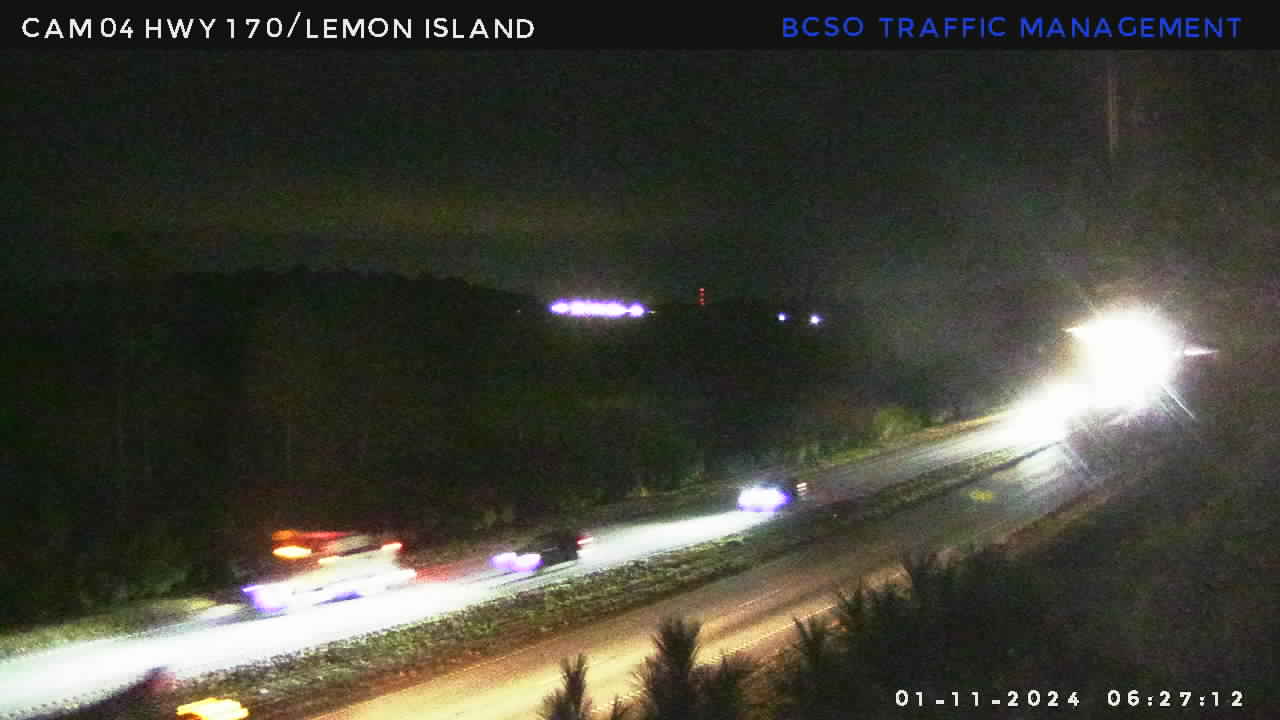 CAM04 HWY 170/LEMON ISLAND
BCSO TRAFFIC MANAGEMENT
01-11-2024 06:27:12